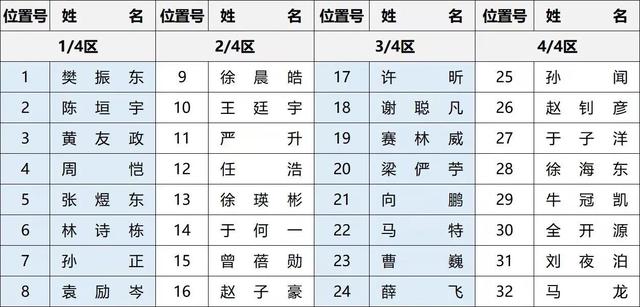 位置号 姓 名 位置号 姓 名 位置号 姓 名 位置号 姓 名
1/4区 2/4区 3/4区 4/4区
1 樊振东 9 徐晨皓 17 许昕 25 孙闻
2 陈垣宇 10 王廷宇 18 谢聪凡 26 赵钊彦
3 黄友政 11 严升 19 赛林威 27 于子洋
4 周恺 12 任浩 20 梁俨苧 28 徐海东
5 张煜东 13 徐瑛彬 21 向鹏 29 牛冠凯
6 林诗栋 14 于何一 22 马特 30 全开源
7 孙正 15 曾蓓勋 23 曹巍 31 刘夜泊
8 袁励岑 16 赵子豪 24 薛飞 32 马龙